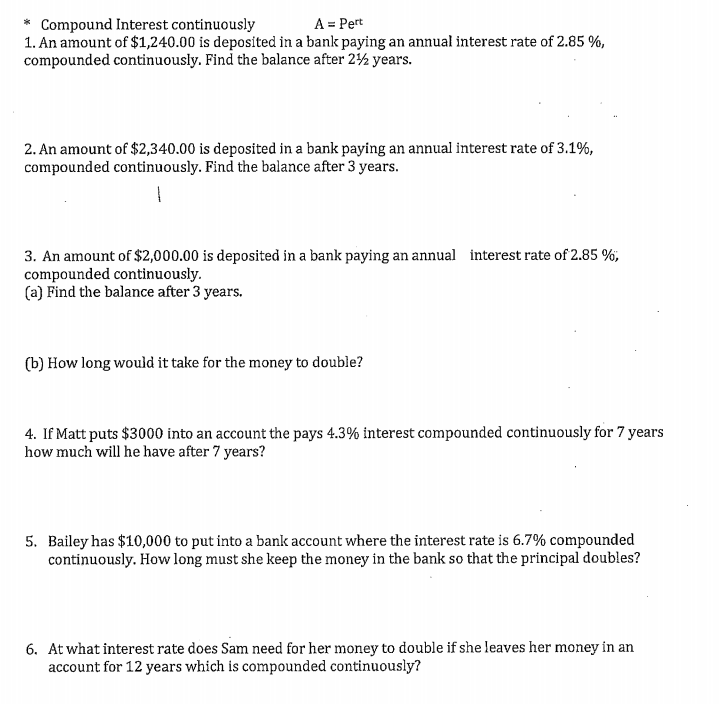 * Compound Interest continuously A = Pe^rt
1. An amount of $1,240.00 is deposited in a bank paying an annual interest rate of 2.85 %,
compounded continuously. Find the balance after 2½ years.
2. An amount of $2,340.00 is deposited in a bank paying an annual interest rate of 3.1%,
compounded continuously. Find the balance after 3 years.
3. An amount of $2,000.00 is deposited in a bank paying an annual interest rate of 2.85 %,
compounded continuously.
(a) Find the balance after 3 years.
(b) How long would it take for the money to double?
4. If Matt puts $3000 into an account the pays 4.3% interest compounded continuously for 7 years
how much will he have after 7 years?
5. Bailey has $10,000 to put into a bank account where the interest rate is 6.7% compounded
continuously. How long must she keep the money in the bank so that the principal doubles?
6. At what interest rate does Sam need for her money to double if she leaves her money in an
account for 12 years which is compounded continuously?